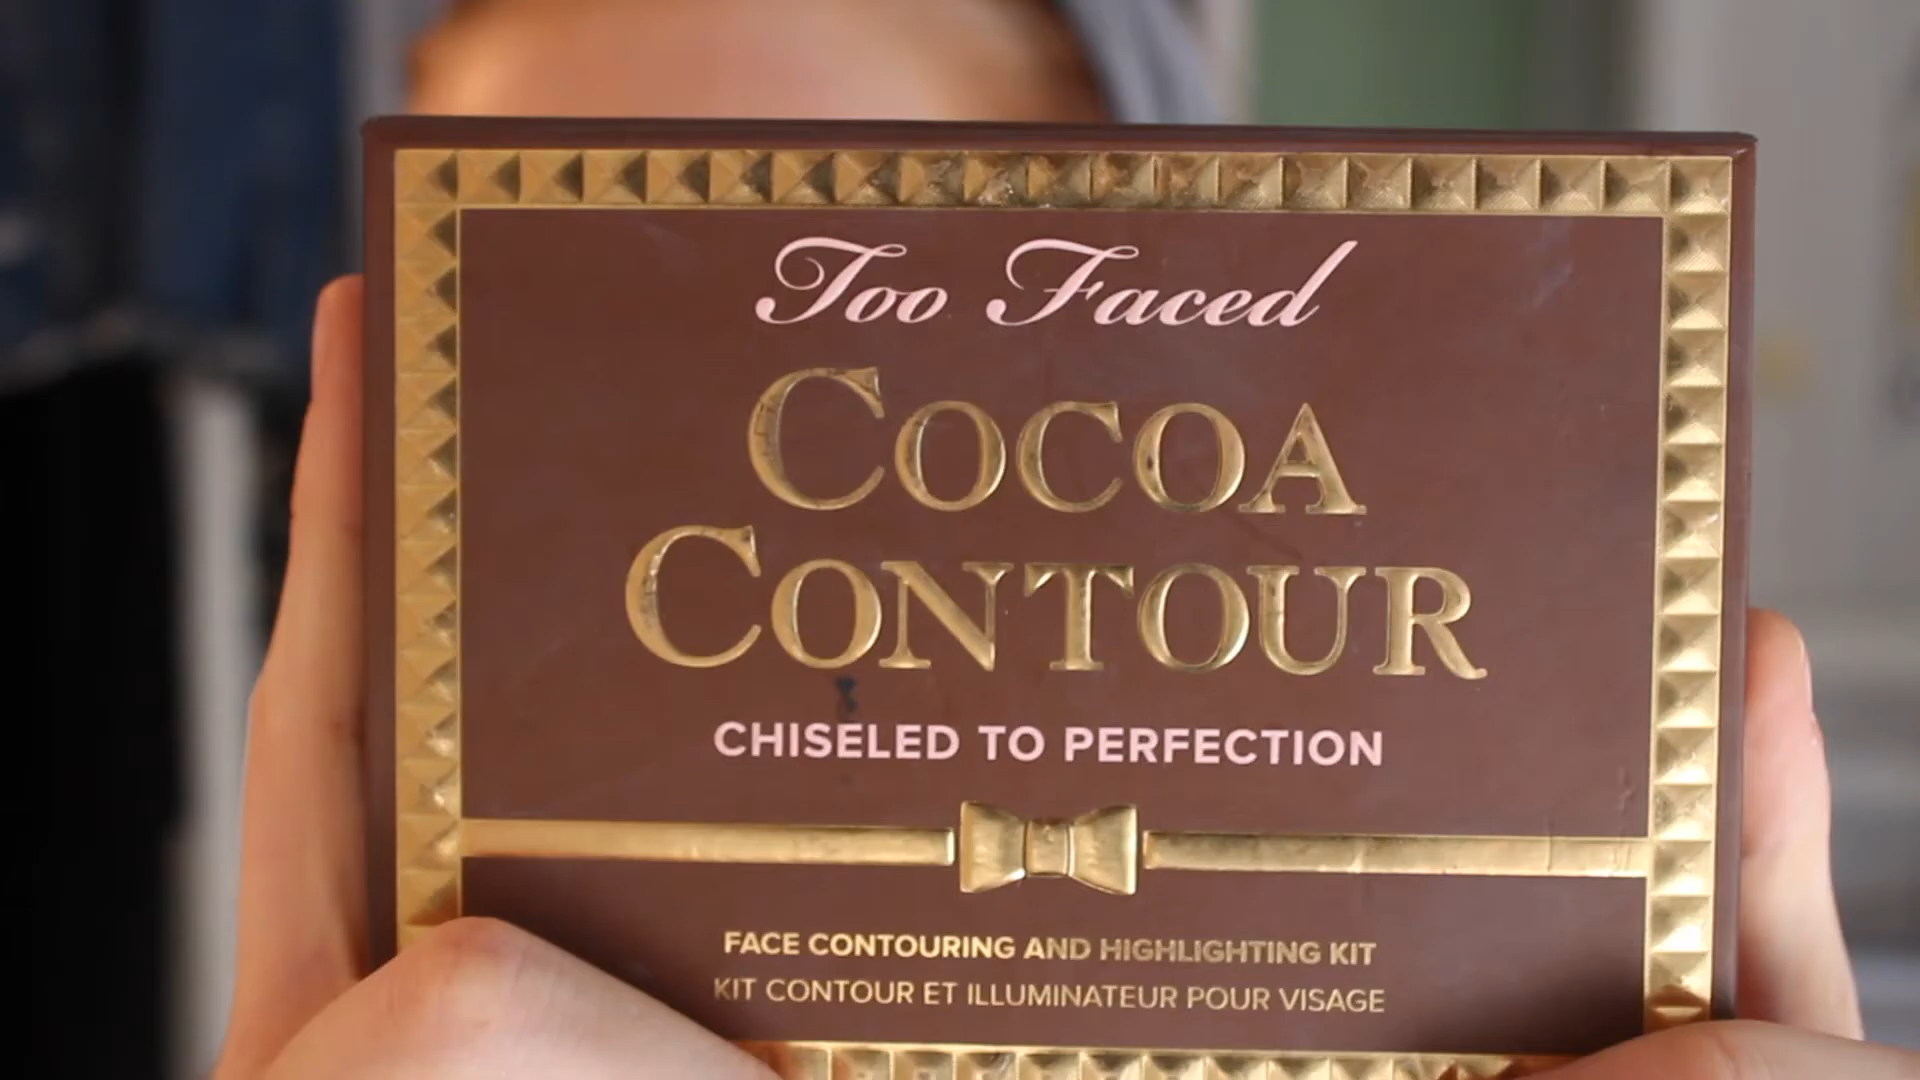 Too Faced
COCOA
CONTOUR
CHISELED TO PERFECTION
FACE CONTOURING AND HIGHLIGHTING KIT
KIT CONTOUR ET ILLUMINATEUR POUR VISAGE